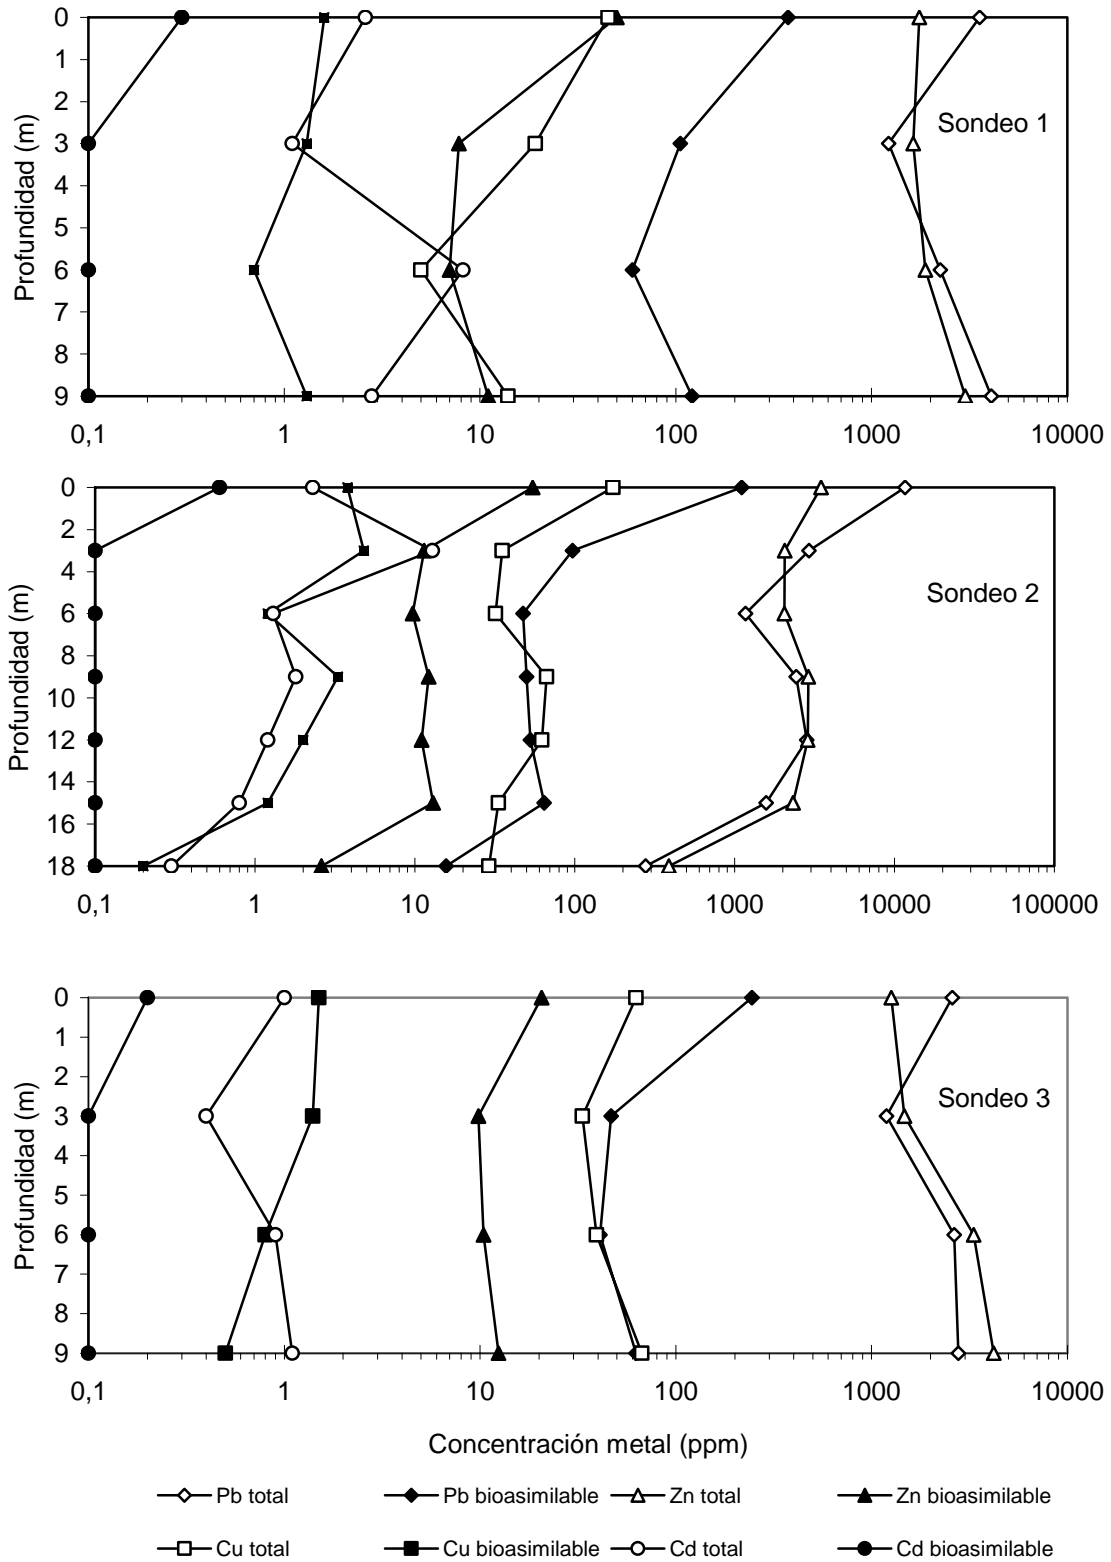 0
1
2
3
4
5
6
7
8
9
Profundidad (m)
Sondeo 1
0,1 1 10 100 1000 10000
0
2
4
6
8
10
12
14
16
18
Profundidad (m)
Sondeo 2
0,1 1 10 100 1000 10000 100000
0
1
2
3
4
5
6
7
8
9
Profundidad (m)
Sondeo 3
0,1 1 10 100 1000 10000
Concentración metal (ppm)
Pb total Pb bioasimilable Zn total Zn bioasimilable
Cu total Cu bioasimilable Cd total Cd bioasimilable